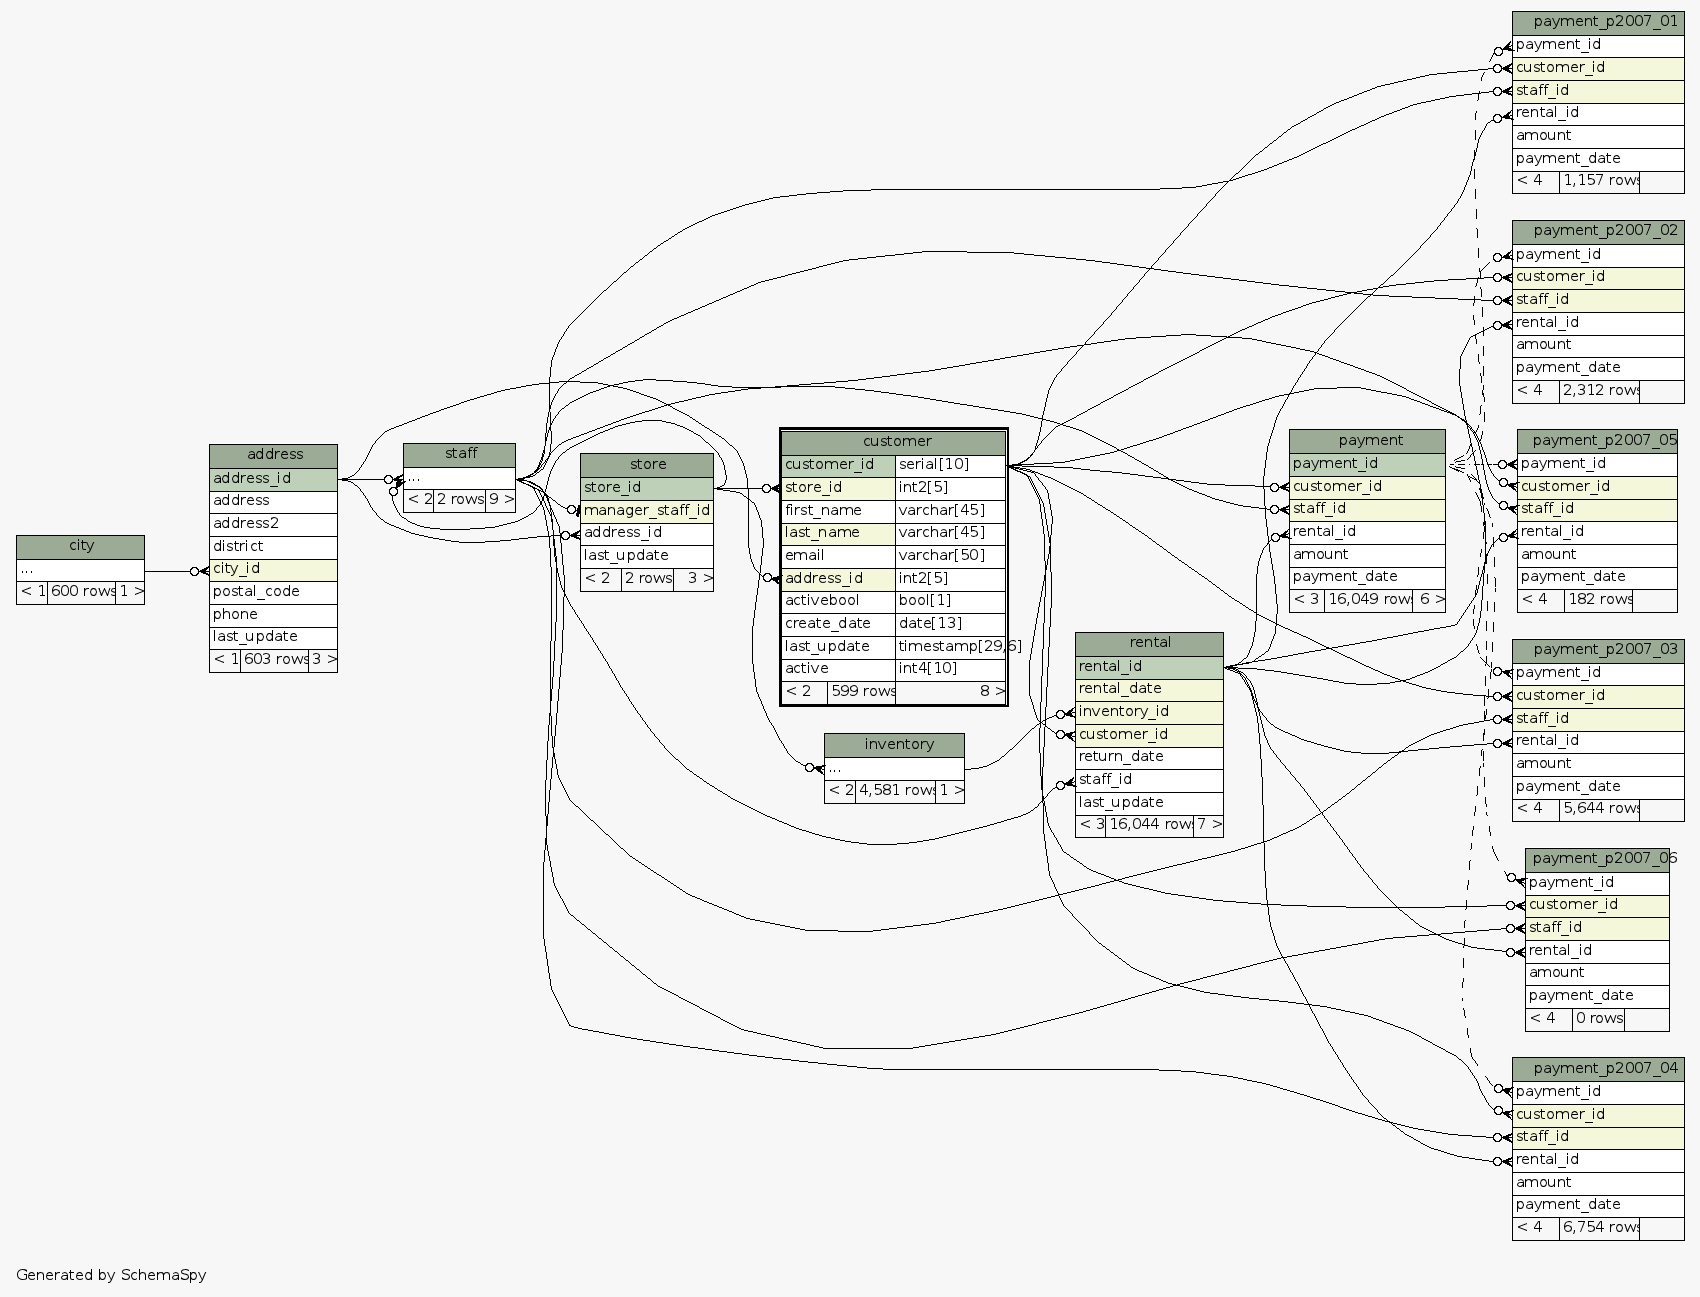 city
...
< 1 600 rows 1 >
address
address_id
address
address2
district
city_id
postal_code
phone
last_update
< 1 603 rows 3 >
staff
...
< 2 2 rows 9 >
store
store_id
manager_staff_id
address_id
last_update
< 2 2 rows 3 >
customer
customer_id serial[10]
store_id int2[5]
first_name varchar[45]
last_name varchar[45]
email varchar[50]
address_id int2[5]
activebool bool[1]
create_date date[13]
last_update timestamp[29,6]
active int4[10]
< 2 599 rows 8 >
inventory
...
< 2 4,581 rows 1 >
rental
rental_id
rental_date
inventory_id
customer_id
return_date
staff_id
last_update
< 3 16,044 rows 7 >
payment
payment_id
customer_id
staff_id
rental_id
amount
payment_date
< 3 16,049 rows 6 >
payment_p2007_01
payment_id
customer_id
staff_id
rental_id
amount
payment_date
< 4 1,157 rows
payment_p2007_02
payment_id
customer_id
staff_id
rental_id
amount
payment_date
< 4 2,312 rows
payment_p2007_05
payment_id
customer_id
staff_id
rental_id
amount
payment_date
< 4 182 rows
payment_p2007_03
payment_id
customer_id
staff_id
rental_id
amount
payment_date
< 4 5,644 rows
payment_p2007_06
payment_id
customer_id
staff_id
rental_id
amount
payment_date
< 4 0 rows
payment_p2007_04
payment_id
customer_id
staff_id
rental_id
amount
payment_date
< 4 6,754 rows
Generated by SchemaSpy